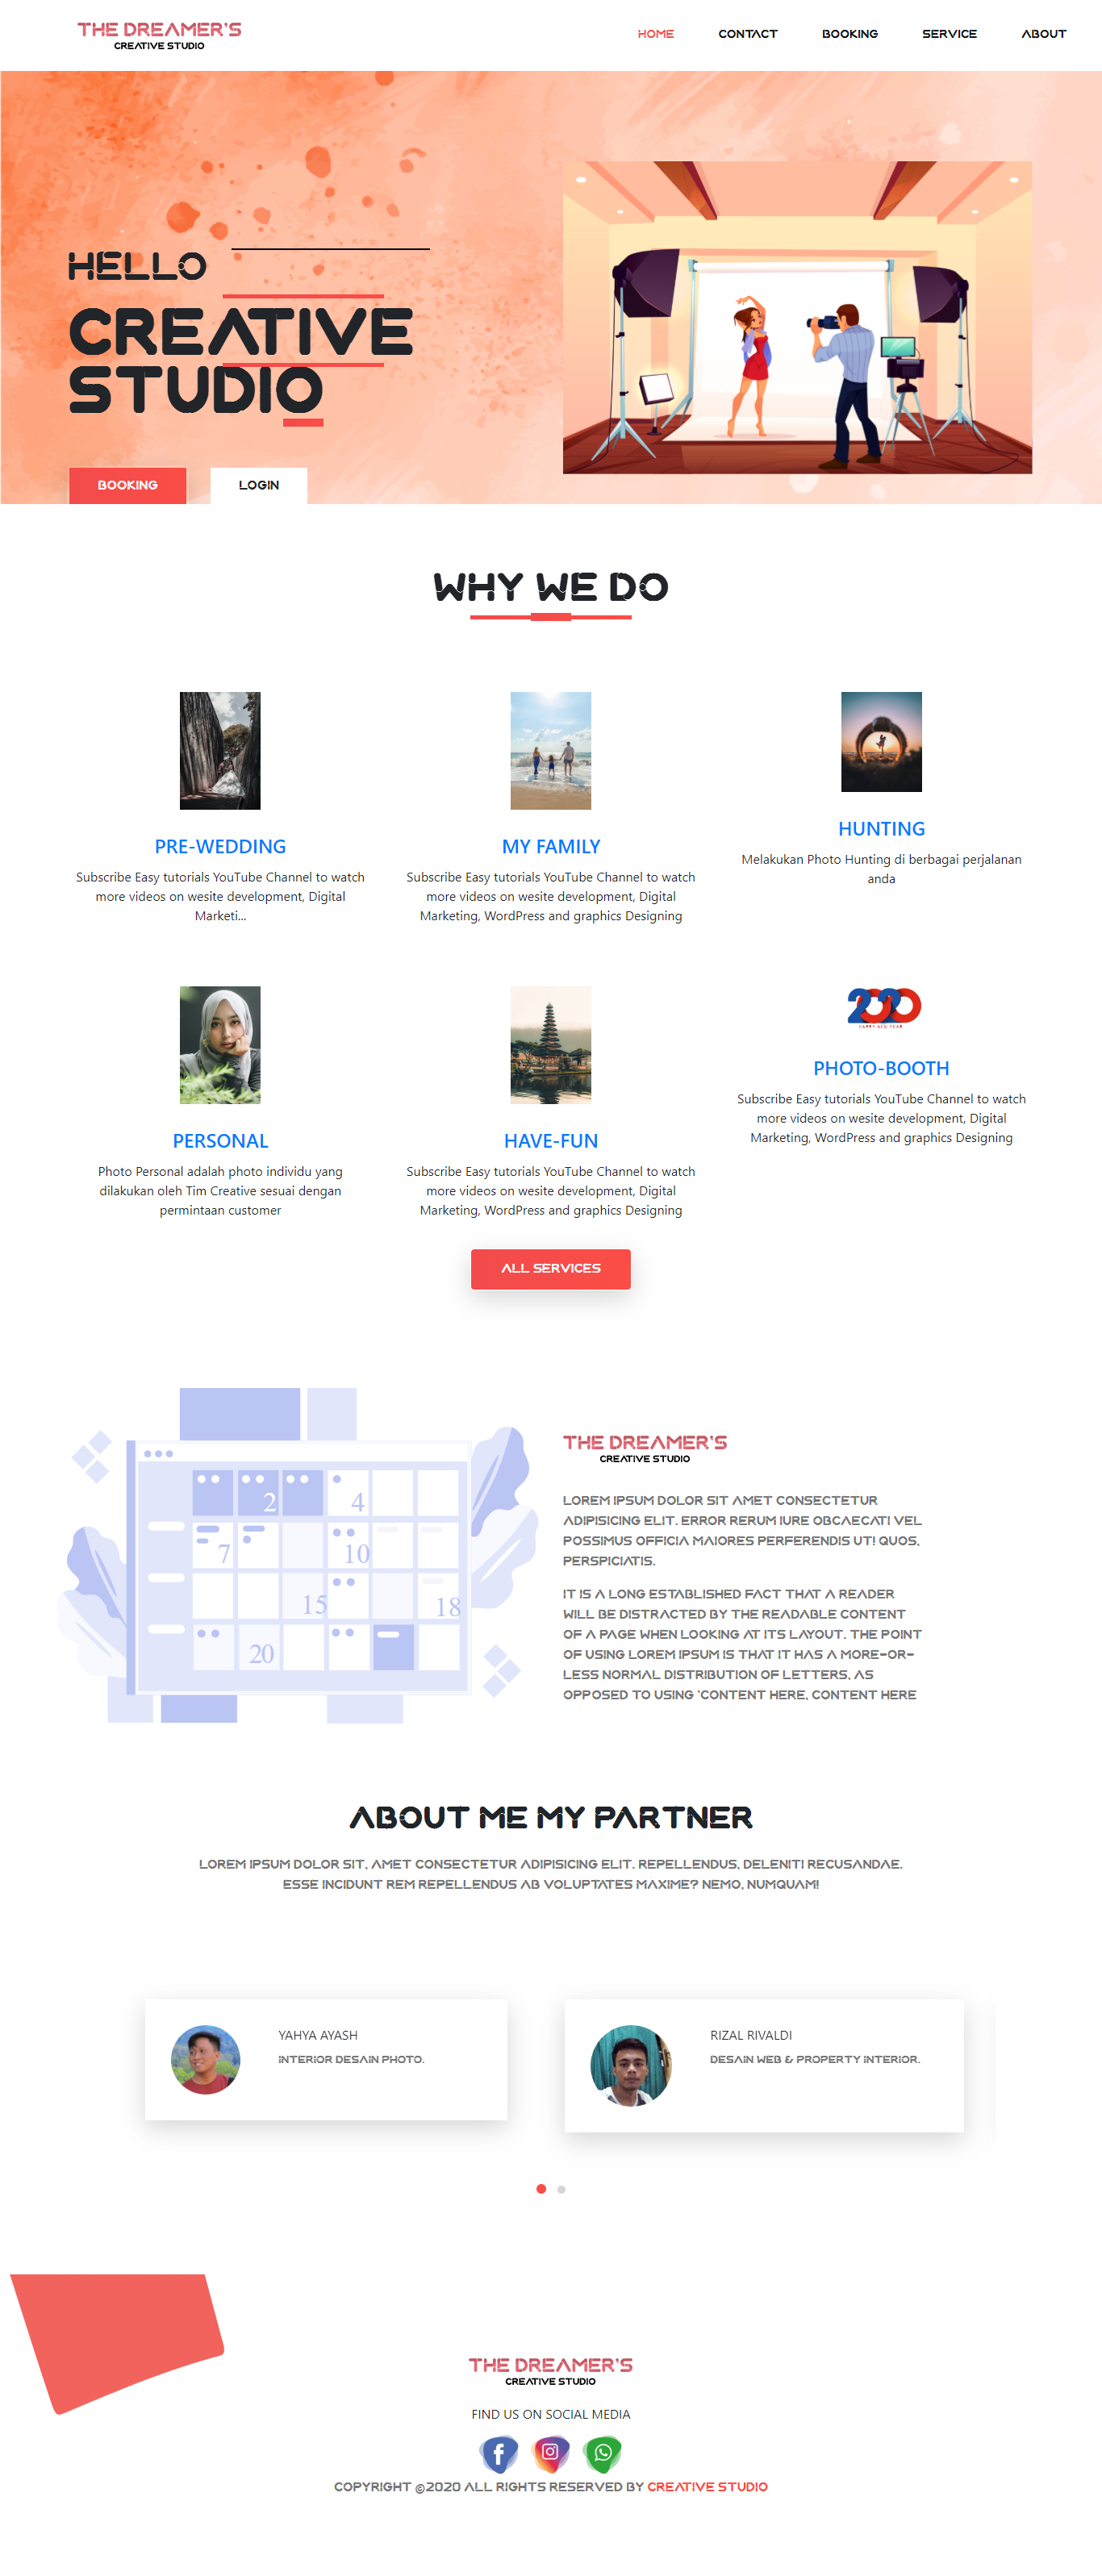 THE DREAMER'S
CREATIVE STUDIO
HOME
CONTACT
BOOKING
SERVICE
ABOUT
HELLO
CREATIVE
STUDIO
BOOKING
LOGIN
WHY WE DO
PRE-WEDDING
Subscribe Easy tutorials YouTube Channel to watch
more videos on wesite development, Digital
Marketi...
MY FAMILY
Subscribe Easy tutorials YouTube Channel to watch
more videos on wesite development, Digital
Marketing, WordPress and graphics Designing
HUNTING
Melakukan Photo Hunting di berbagai perjalanan
anda
PERSONAL
Photo Personal adalah photo individu yang
dilakukan oleh Tim Creative sesuai dengan
permintaan customer
HAVE-FUN
Subscribe Easy tutorials YouTube Channel to watch
more videos on wesite development, Digital
Marketing, WordPress and graphics Designing
2020
HAPPY NEW YEAR
PHOTO-BOOTH
Subscribe Easy tutorials YouTube Channel to watch
more videos on wesite development, Digital
Marketing, WordPress and graphics Designing
ALL SERVICES
2
4
7
10
15
18
20
THE DREAMER'S
CREATIVE STUDIO
LOREM IPSUM DOLOR SIT AMET CONSECTETUR
ADIPISICING ELIT. ERROR RERUM IURE OBCAECATI VEL
POSSIMUS OFFICIA MAIORES PERFERENDIS UT! QUOS,
PERSPICIATIS.
IT IS A LONG ESTABLISHED FACT THAT A READER
WILL BE DISTRACTED BY THE READABLE CONTENT
OF A PAGE WHEN LOOKING AT ITS LAYOUT. THE POINT
OF USING LOREM IPSUM IS THAT IT HAS A MORE-OR-
LESS NORMAL DISTRIBUTION OF LETTERS, AS
OPPOSED TO USING 'CONTENT HERE, CONTENT HERE
ABOUT ME MY PARTNER
LOREM IPSUM DOLOR SIT, AMET CONSECTETUR ADIPISICING ELIT. REPELLENDUS, DELENITI RECUSANDAE.
ESSE INCIDUNT REM REPELLENDUS AB VOLUPTATES MAXIME? NEMO, NUMQUAM!
YAHYA AYASH
INTERIOR DESAIN PHOTO.
RIZAL RIVALDI
DESAIN WEB & PROPERTY INTERIOR.
THE DREAMER'S
CREATIVE STUDIO
FIND US ON SOCIAL MEDIA
COPYRIGHT @2020 ALL RIGHTS RESERVED BY CREATIVE STUDIO